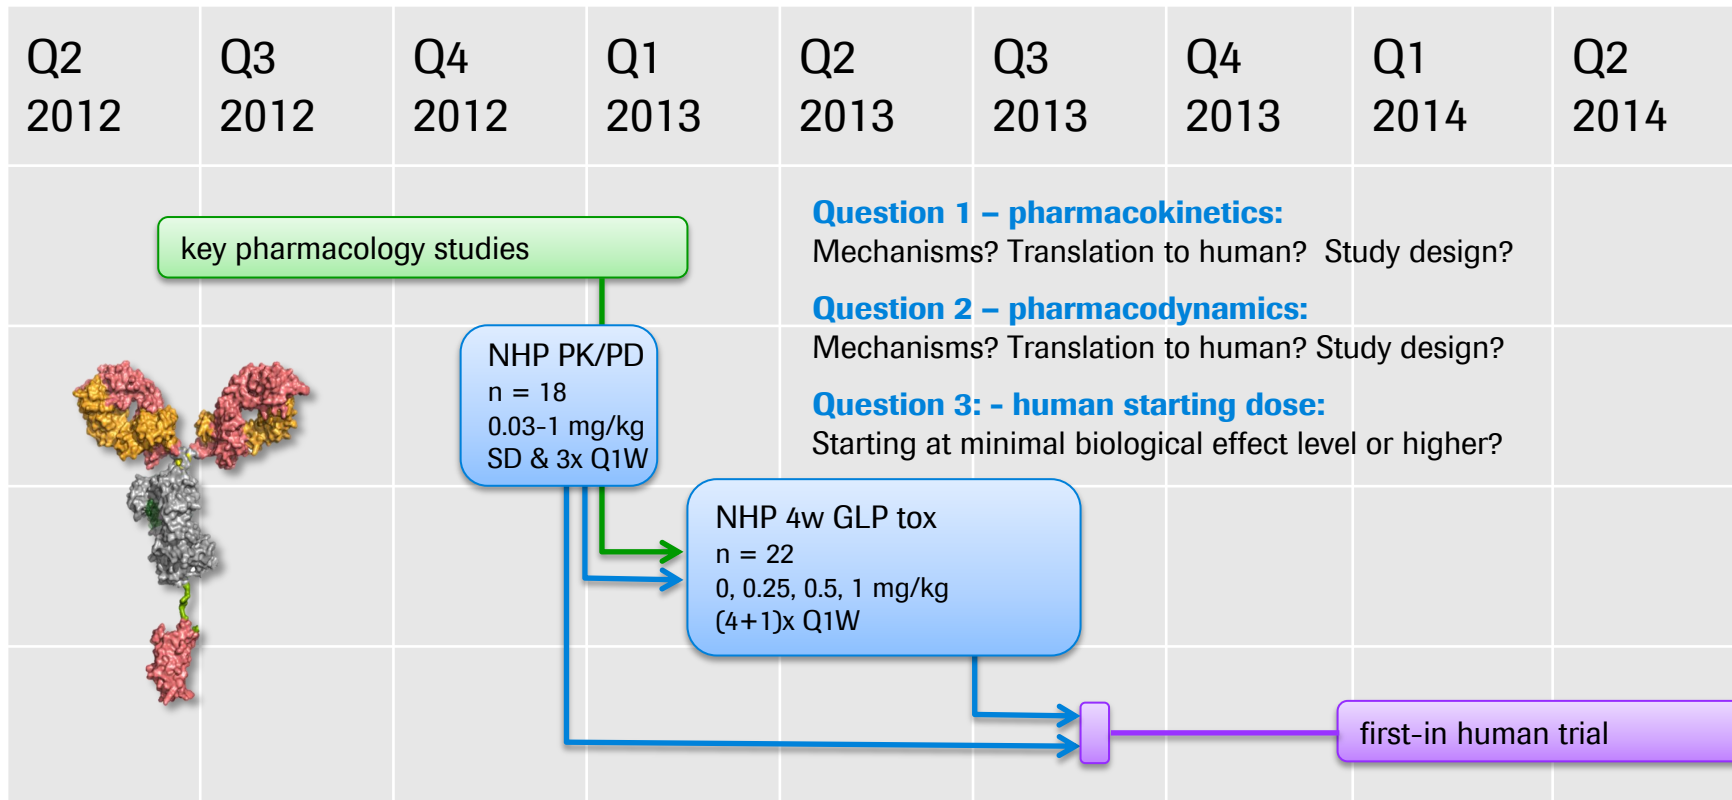 Q2 Q3 Q4 Q1 Q2 Q3 Q4 Q1 Q2
2012 2012 2012 2013 2013 2013 2013 2014 2014
key pharmacology studies
Question 1 – pharmacokinetics:
Mechanisms? Translation to human? Study design?
Question 2 – pharmacodynamics:
Mechanisms? Translation to human? Study design?
Question 3: - human starting dose:
Starting at minimal biological effect level or higher?
NHP PK/PD
n = 18
0.03-1 mg/kg
SD & 3x Q1W
NHP 4w GLP tox
n = 22
0, 0.25, 0.5, 1 mg/kg
(4+1)x Q1W
first-in human trial